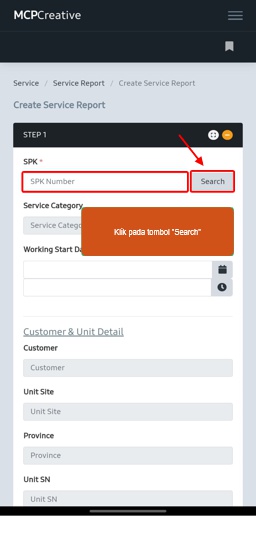 MCPCreative
Service / Service Report / Create Service Report
Create Service Report
STEP 1
SPK *
SPK Number
Search
Service Category
Service Catego
Klik pada tombol "Search"
Working Start Da
Customer & Unit Detail
Customer
Customer
Unit Site
Unit Site
Province
Province
Unit SN
Unit SN